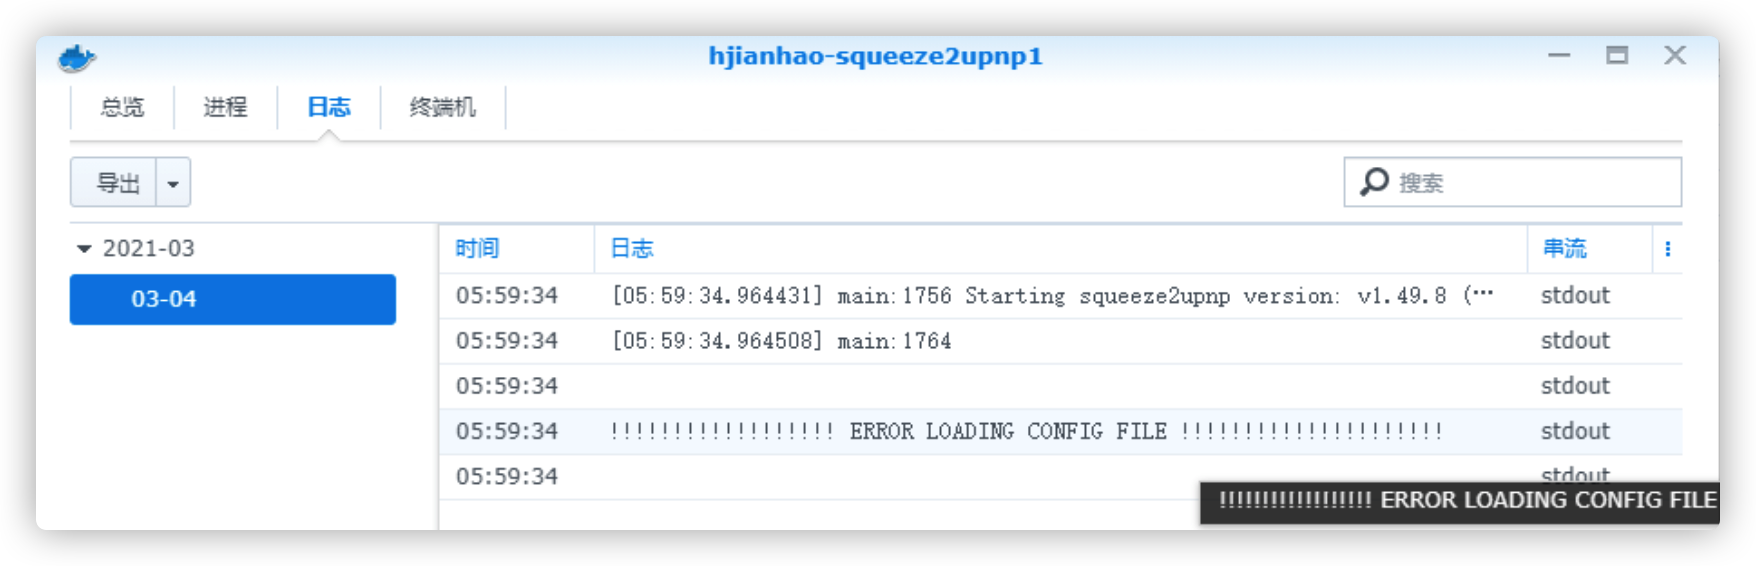 hjianhao-squeeze2upnp1
总览 进程 日志 终端机
导出 搜索
2021-03
03-04
时间 日志 串流
05:59:34 [05:59:34.964431] main:1756 Starting squeeze2upnp version: v1.49.8 (…  stdout
05:59:34 [05:59:34.964508] main:1764 stdout
05:59:34 stdout
05:59:34 !!!!!!!!!!!!!!!!!! ERROR LOADING CONFIG FILE !!!!!!!!!!!!!!!!!!!!! stdout
05:59:34 stdout
!!!!!!!!!!!!!!!!!! ERROR LOADING CONFIG FILE